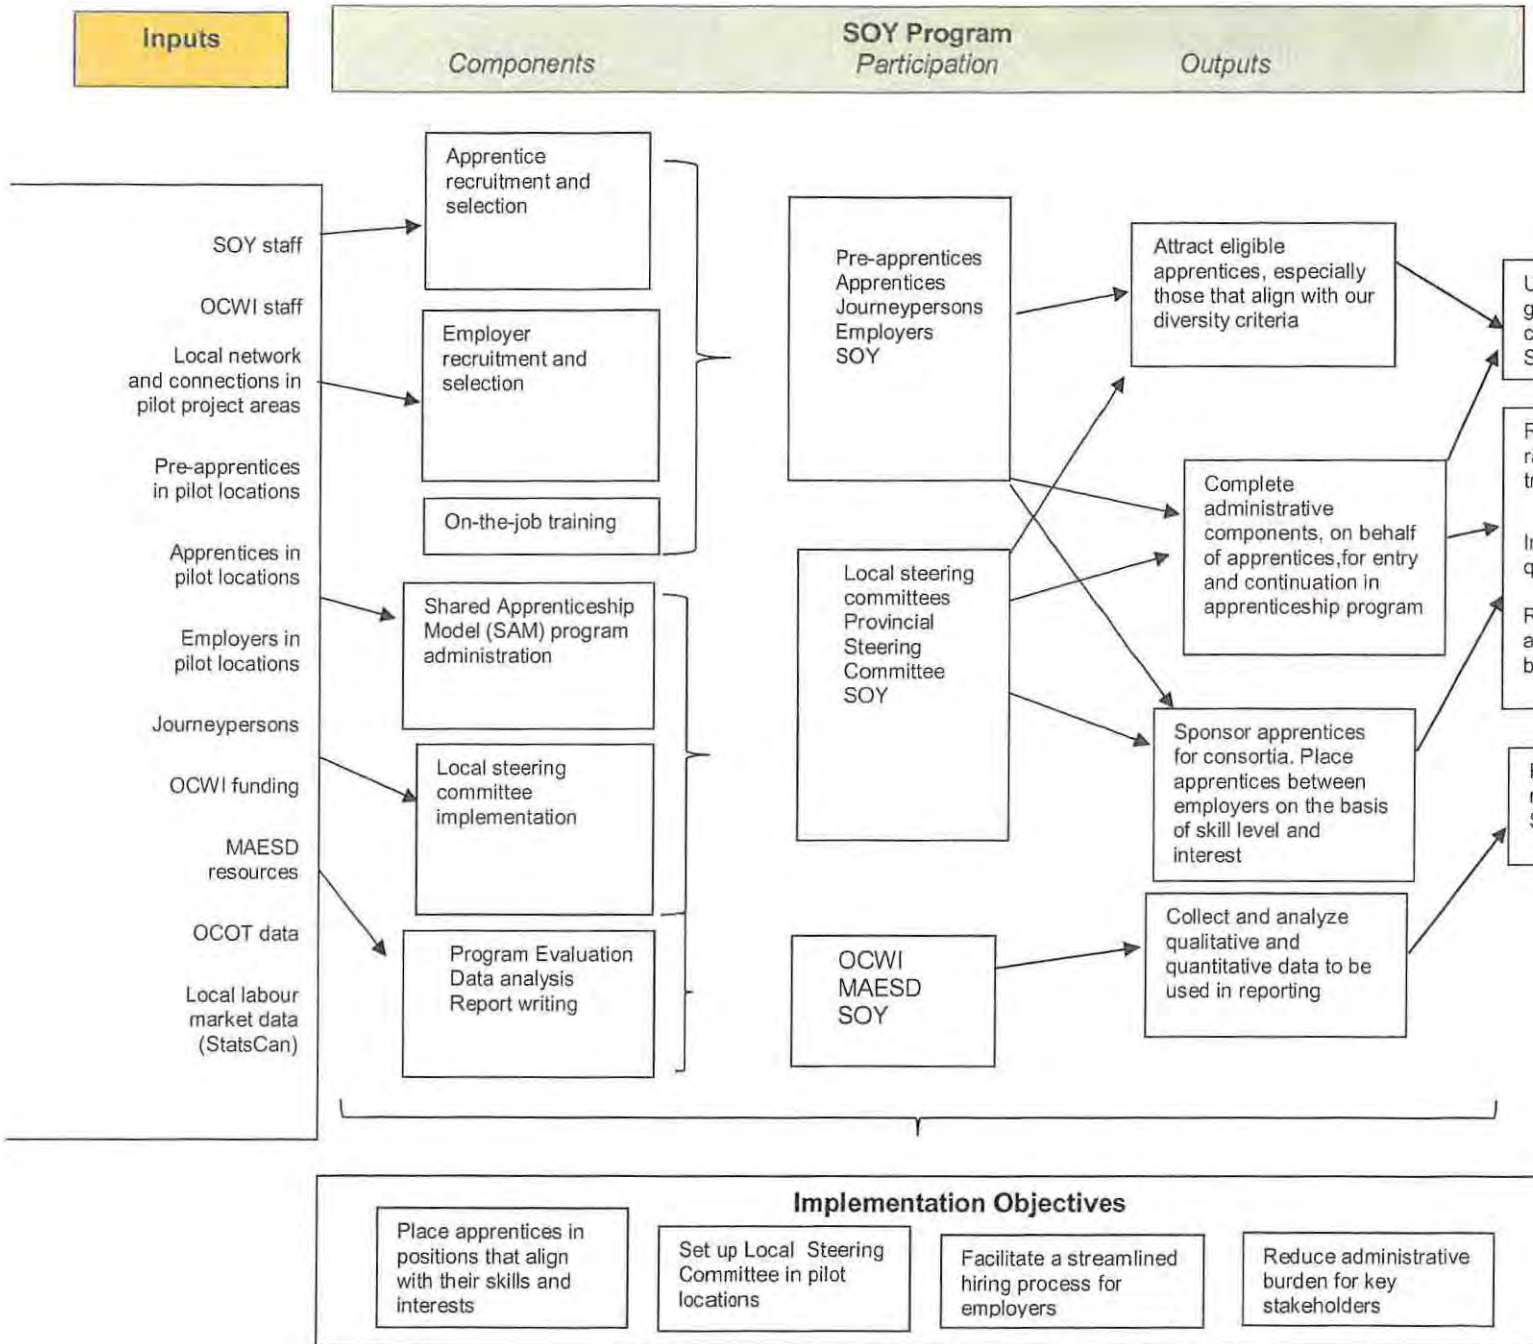 Inputs
SOY Program
Components
Participation
Outputs
SOY staff
OCWI staff
Local network
and connections in
pilot project areas
Pre-apprentices
in pilot locations
Apprentices in
pilot locations
Employers in
pilot locations
Journeypersons
OCWI funding
MAESD
resources
OCOT data
Local labour
market data
(StatsCan)
Apprentice
recruitment and
selection
Employer
recruitment and
selection
On-the-job training
Shared Apprenticeship
Model (SAM) program
administration
Local steering
committee
implementation
Program Evaluation
Data analysis
Report writing
Pre-apprentices
Apprentices
Journeypersons
Employers
SOY
Local steering
committees
Provincial
Steering
Committee
SOY
OCWI
MAESD
SOY
Attract eligible
apprentices, especially
those that align with our
diversity criteria
Complete
administrative
components, on behalf
of apprentices,for entry
and continuation in
apprenticeship program
Sponsor apprentices
for consortia. Place
apprentices between
employers on the basis
of skill level and
interest
Collect and analyze
qualitative and
quantitative data to be
used in reporting
Implementation Objectives
Place apprentices in
positions that align
with their skills and
interests
Set up Local Steering
Committee in pilot
locations
Facilitate a streamlined
hiring process for
employers
Reduce administrative
burden for key
stakeholders